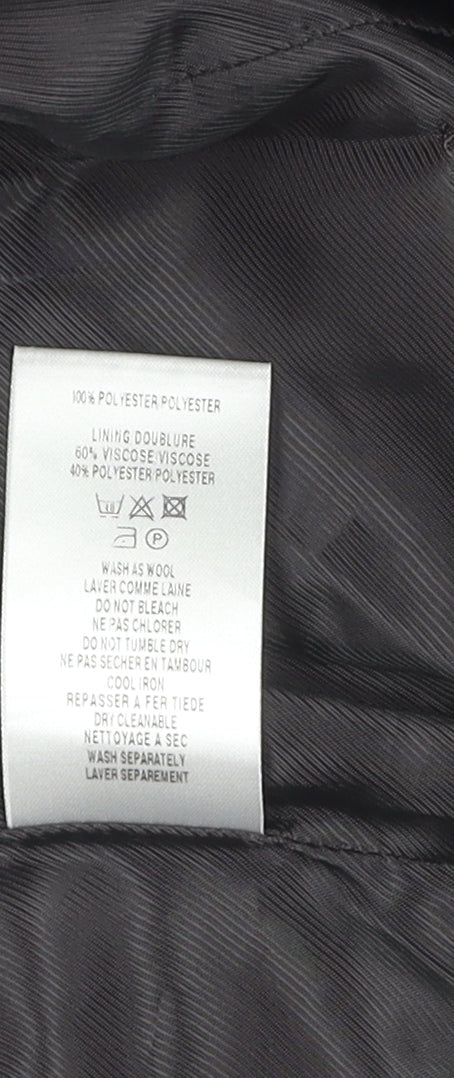 100% POLYESTER/POLYESTER
LINING DOUBLURE
60% VISCOSE/VISCOSE
40% POLYESTER/POLYESTER
P
WASH AS WOOL
LAVER COMME LAINE
DO NOT BLEACH
NE PAS CHLORER
DO NOT TUMBLE DRY
NE PAS SECHER EN TAMBOUR
COOL IRON
REPASSER A FER TIEDE
DRY CLEANABLE
NETTOYAGE A SEC
WASH SEPARATELY
LAVER SEPAREMENT